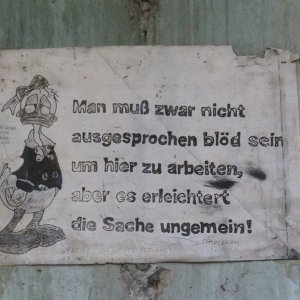 Man muß zwar nicht
ausgesprochen blöd sein
um hier zu arbeiten,
aber es erleichtert
die Sache ungemein!